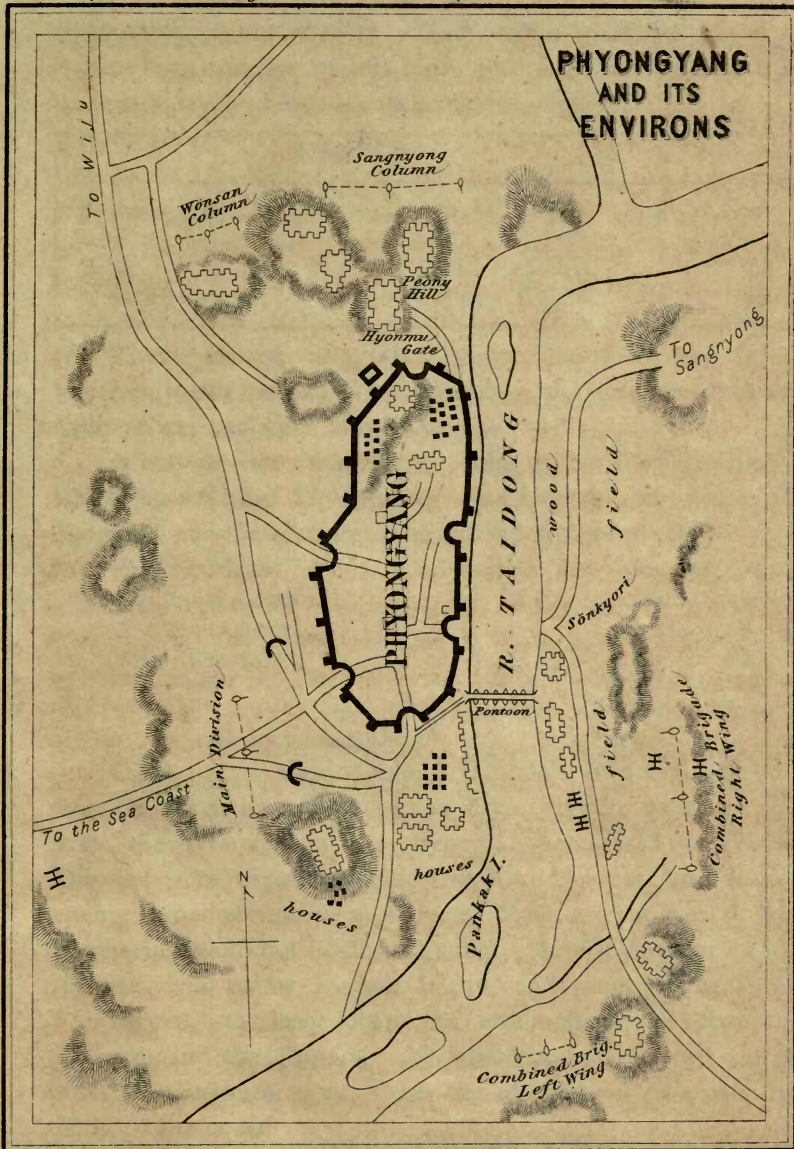 PHYONGYANG
AND ITS
ENVIRONS
To Wiju
Sangnyong
Column
Wönsan
Column
Peony
Hill
Hyonmu
Gate
To
Sangnyong
PHYONGYANG
R. TAIDONG
wood
field
Sönkyori
Pontoon
field
Combined Brigade
Right Wing
Main Division
To the Sea Coast
houses
houses
N
Pankak I.
Combined Brig.
Left Wing